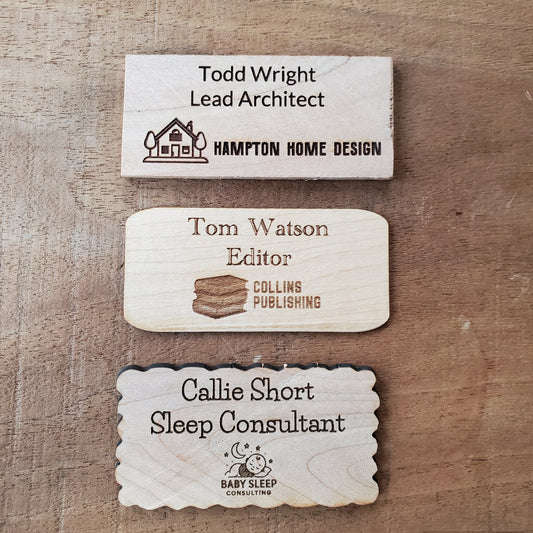 Todd Wright
Lead Architect
HAMPTON HOME DESIGN
Tom Watson
Editor
COLLINS
PUBLISHING
Callie Short
Sleep Consultant
BABY SLEEP
CONSULTING